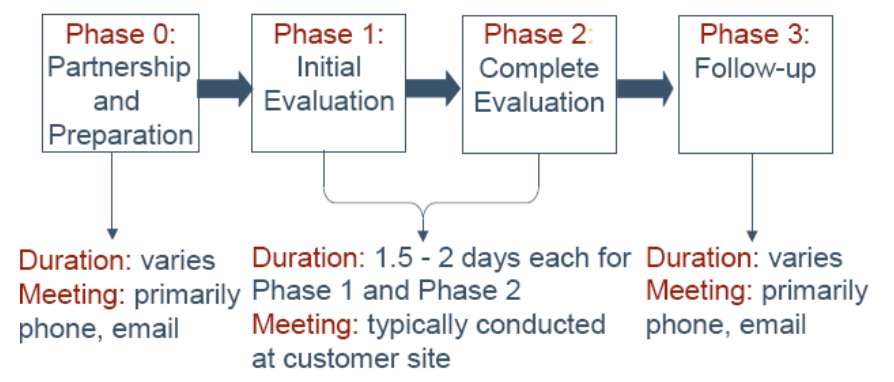 Phase 0:
Partnership
and
Preparation
Phase 1:
Initial
Evaluation
Phase 2:
Complete
Evaluation
Phase 3:
Follow-up
Duration: varies
Meeting: primarily
phone, email
Duration: 1.5 - 2 days each for
Phase 1 and Phase 2
Meeting: typically conducted
at customer site
Duration: varies
Meeting: primarily
phone, email